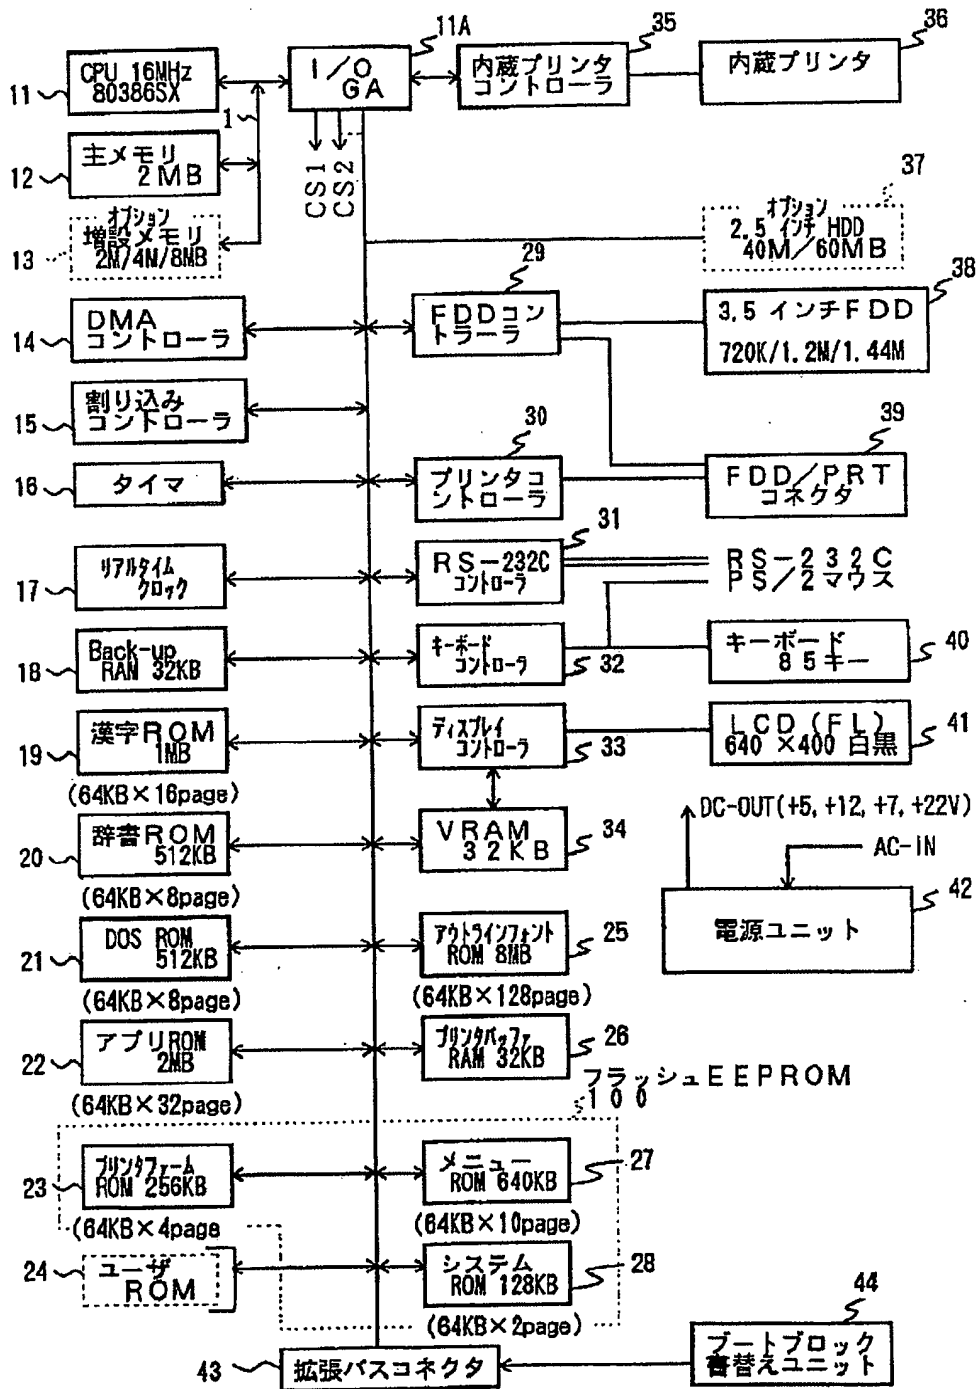 11A
35
36
11
CPU 16MHz
80386SX
I/O
GA
内蔵プリンタ
コントローラ
内蔵プリンタ
1
12
主メモリ
2MB
CS1
CS2
37
オプション
2.5 インチ HDD
40M/60MB
13
オプション
増設メモリ
2M/4M/8MB
29
38
14
DMA
コントローラ
FDDコン
トラーラ
3.5 インチFDD
720K/1.2M/1.44M
15
割り込み
コントローラ
30
39
16
タイマ
プリンタコ
ントローラ
FDD/PRT
コネクタ
31
17
リアルタイム
クロック
RS-232C
コントローラ
RS-232C
PS/2マウス
18
Back-up
RAN 32KB
キーボード
コントローラ
32
キーボード
85キー
40
19
漢字ROM
1MB
(64KB×16page)
ディスプレイ
コントローラ
33
LCD(FL)
640×400 白黒
41
DC-OUT(+5, +12, +7, +22V)
20
辞書ROM
512KB
(64KB×8page)
VRAM
32KB
34
AC-IN
42
電源ユニット
21
DOS ROM
512KB
(64KB×8page)
アウトラインフォント
ROM 8MB
25
(64KB×128page)
22
アプリROM
2MB
(64KB×32page)
プリンタバッファ
RAM 32KB
26
フラッシュEEPROM
100
23
プリンタフォーム
ROM 256KB
(64KB×4page
メニュー
ROM 640KB
27
(64KB×10page)
24
ユーザ
ROM
システム
ROM 128KB
28
(64KB×2page)
44
43
拡張バスコネクタ
ブートブロック
書替えユニット